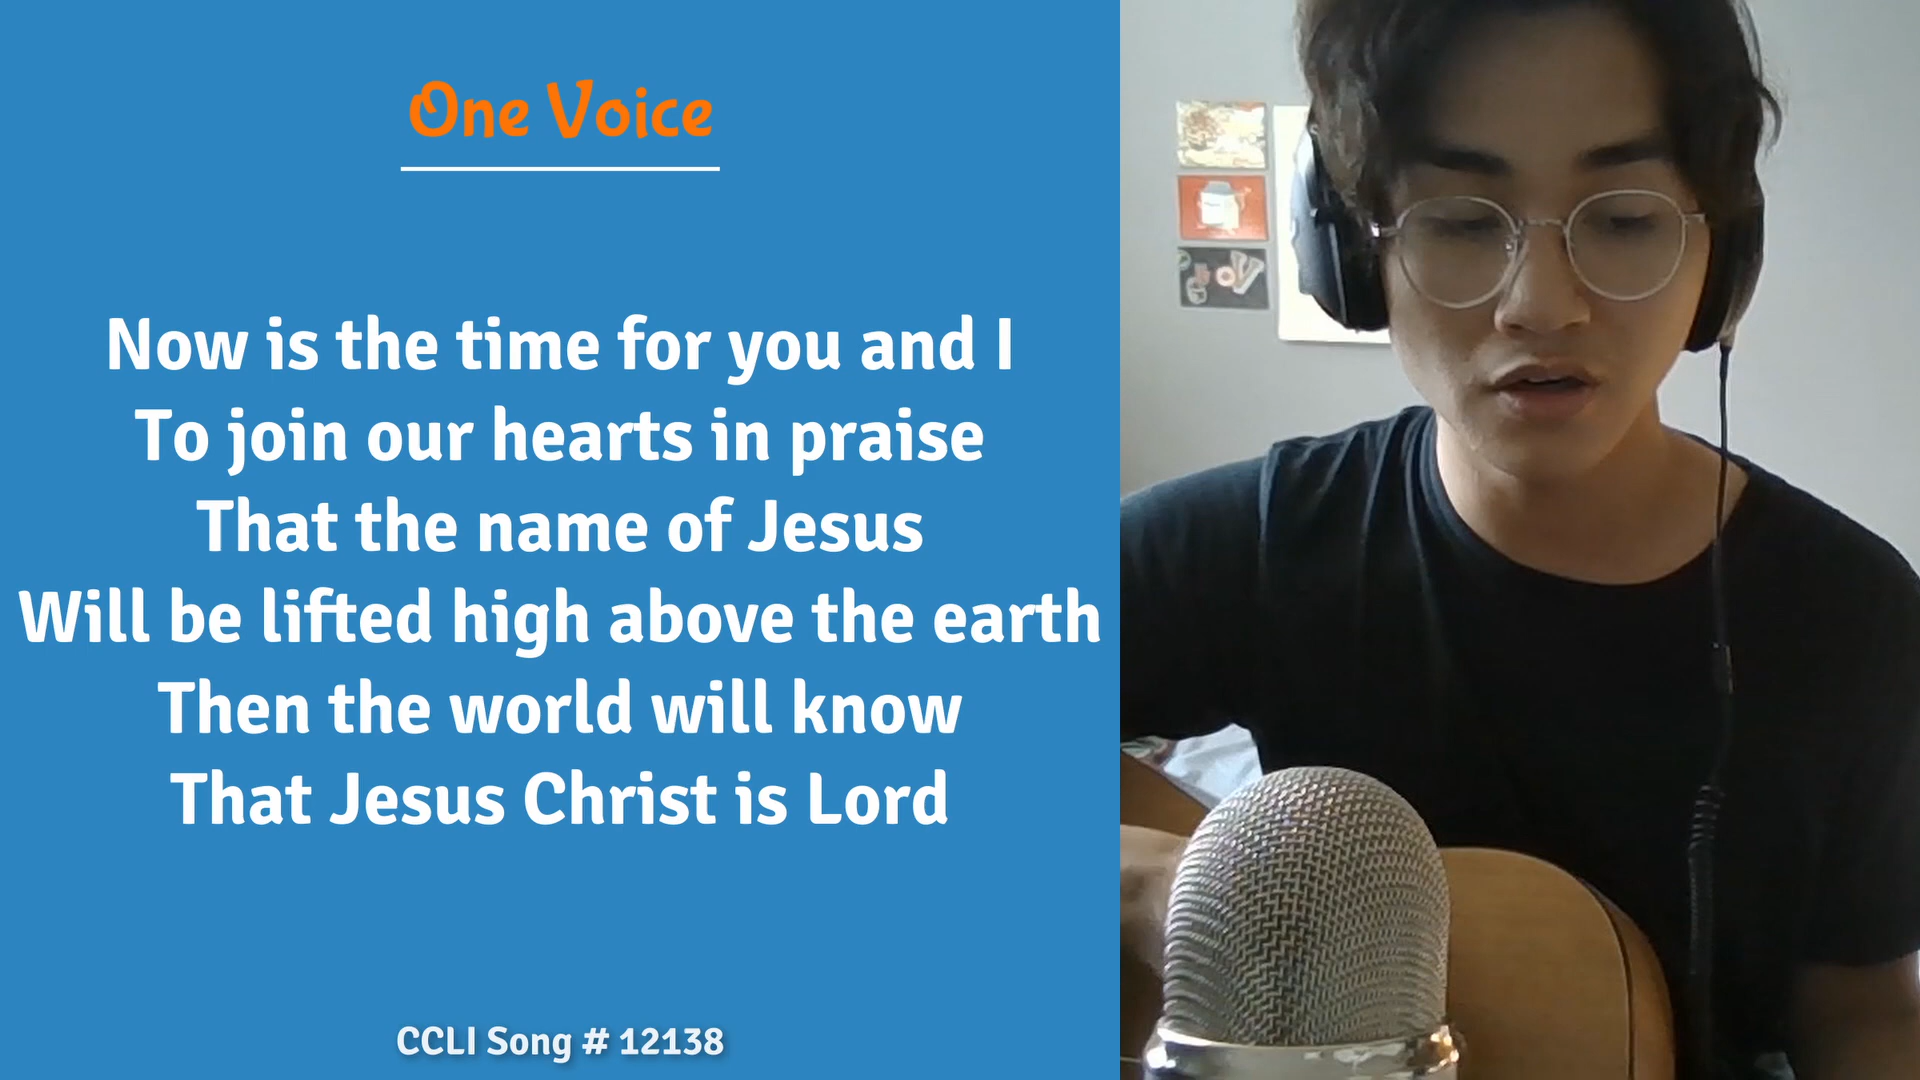 One Voice
Now is the time for you and I
To join our hearts in praise
That the name of Jesus
Will be lifted high above the earth
Then the world will know
That Jesus Christ is Lord
CCLI Song # 12138